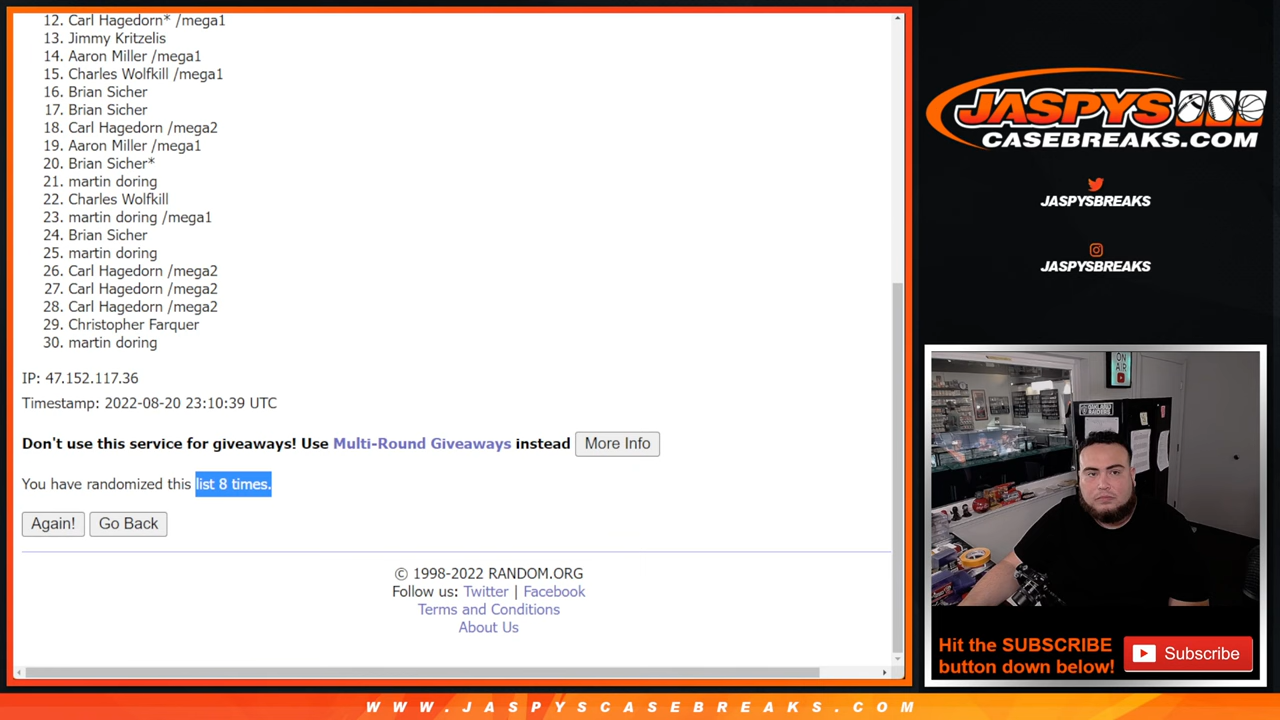 12. Carl Hagedorn* /mega1
13. Jimmy Kritzelis
14. Aaron Miller /mega1
15. Charles Wolfkill /mega1
16. Brian Sicher
17. Brian Sicher
18. Carl Hagedorn /mega2
19. Aaron Miller /mega1
20. Brian Sicher*
21. martin doring
22. Charles Wolfkill
23. martin doring /mega1
24. Brian Sicher
25. martin doring
26. Carl Hagedorn /mega2
27. Carl Hagedorn /mega2
28. Carl Hagedorn /mega2
29. Christopher Farquer
30. martin doring
IP: 47.152.117.36
Timestamp: 2022-08-20 23:10:39 UTC
Don't use this service for giveaways! Use Multi-Round Giveaways instead More Info
You have randomized this list 8 times.
Again! Go Back
© 1998-2022 RANDOM.ORG
Follow us: Twitter | Facebook
Terms and Conditions
About Us
JASPYS
CASEBREAKS.COM
JASPYSBREAKS
JASPYSBREAKS
ON
AIR
OAKLAND
RAIDERS
Hit the SUBSCRIBE
button down below!
Subscribe
WWW.JASPYSCASEBREAKS.COM